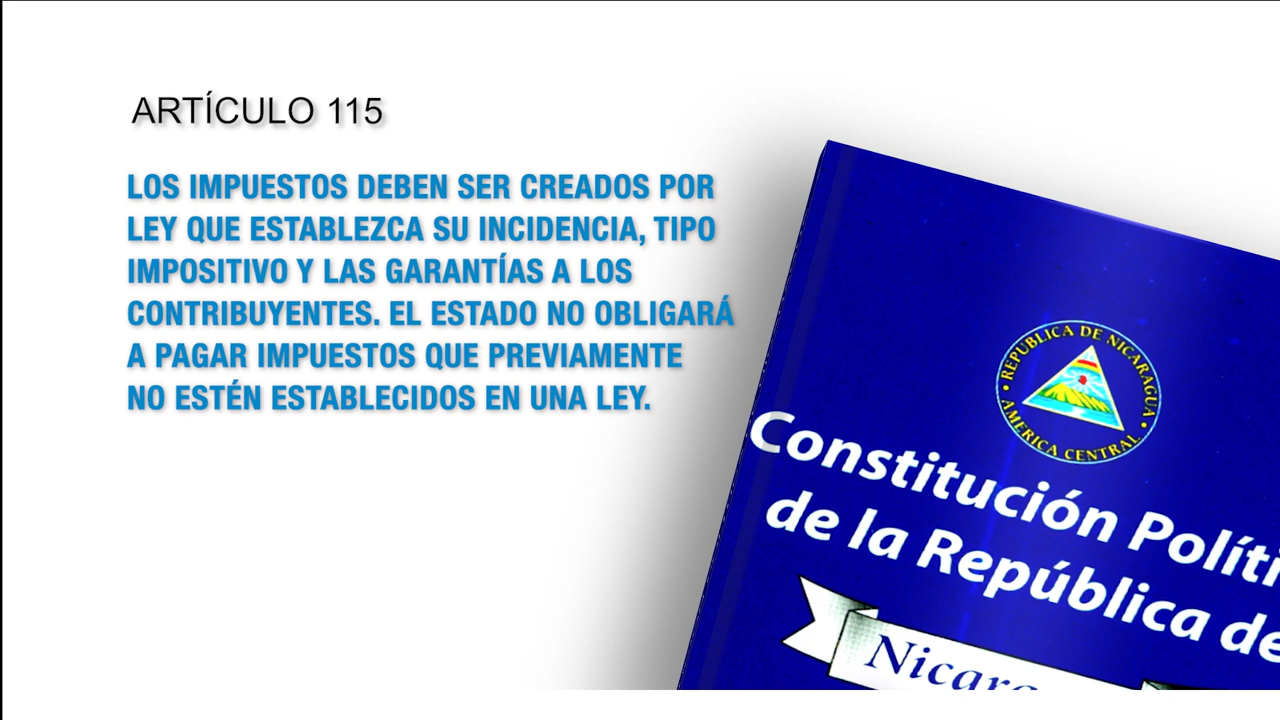 ARTÍCULO 115
LOS IMPUESTOS DEBEN SER CREADOS POR
LEY QUE ESTABLEZCA SU INCIDENCIA, TIPO
IMPOSITIVO Y LAS GARANTÍAS A LOS
CONTRIBUYENTES. EL ESTADO NO OBLIGARÁ
A PAGAR IMPUESTOS QUE PREVIAMENTE
NO ESTÉN ESTABLECIDOS EN UNA LEY.
REPÚBLICA DE NICARAGUA
AMERICA CENTRAL
Constitución Políti
de la República de
Nicara